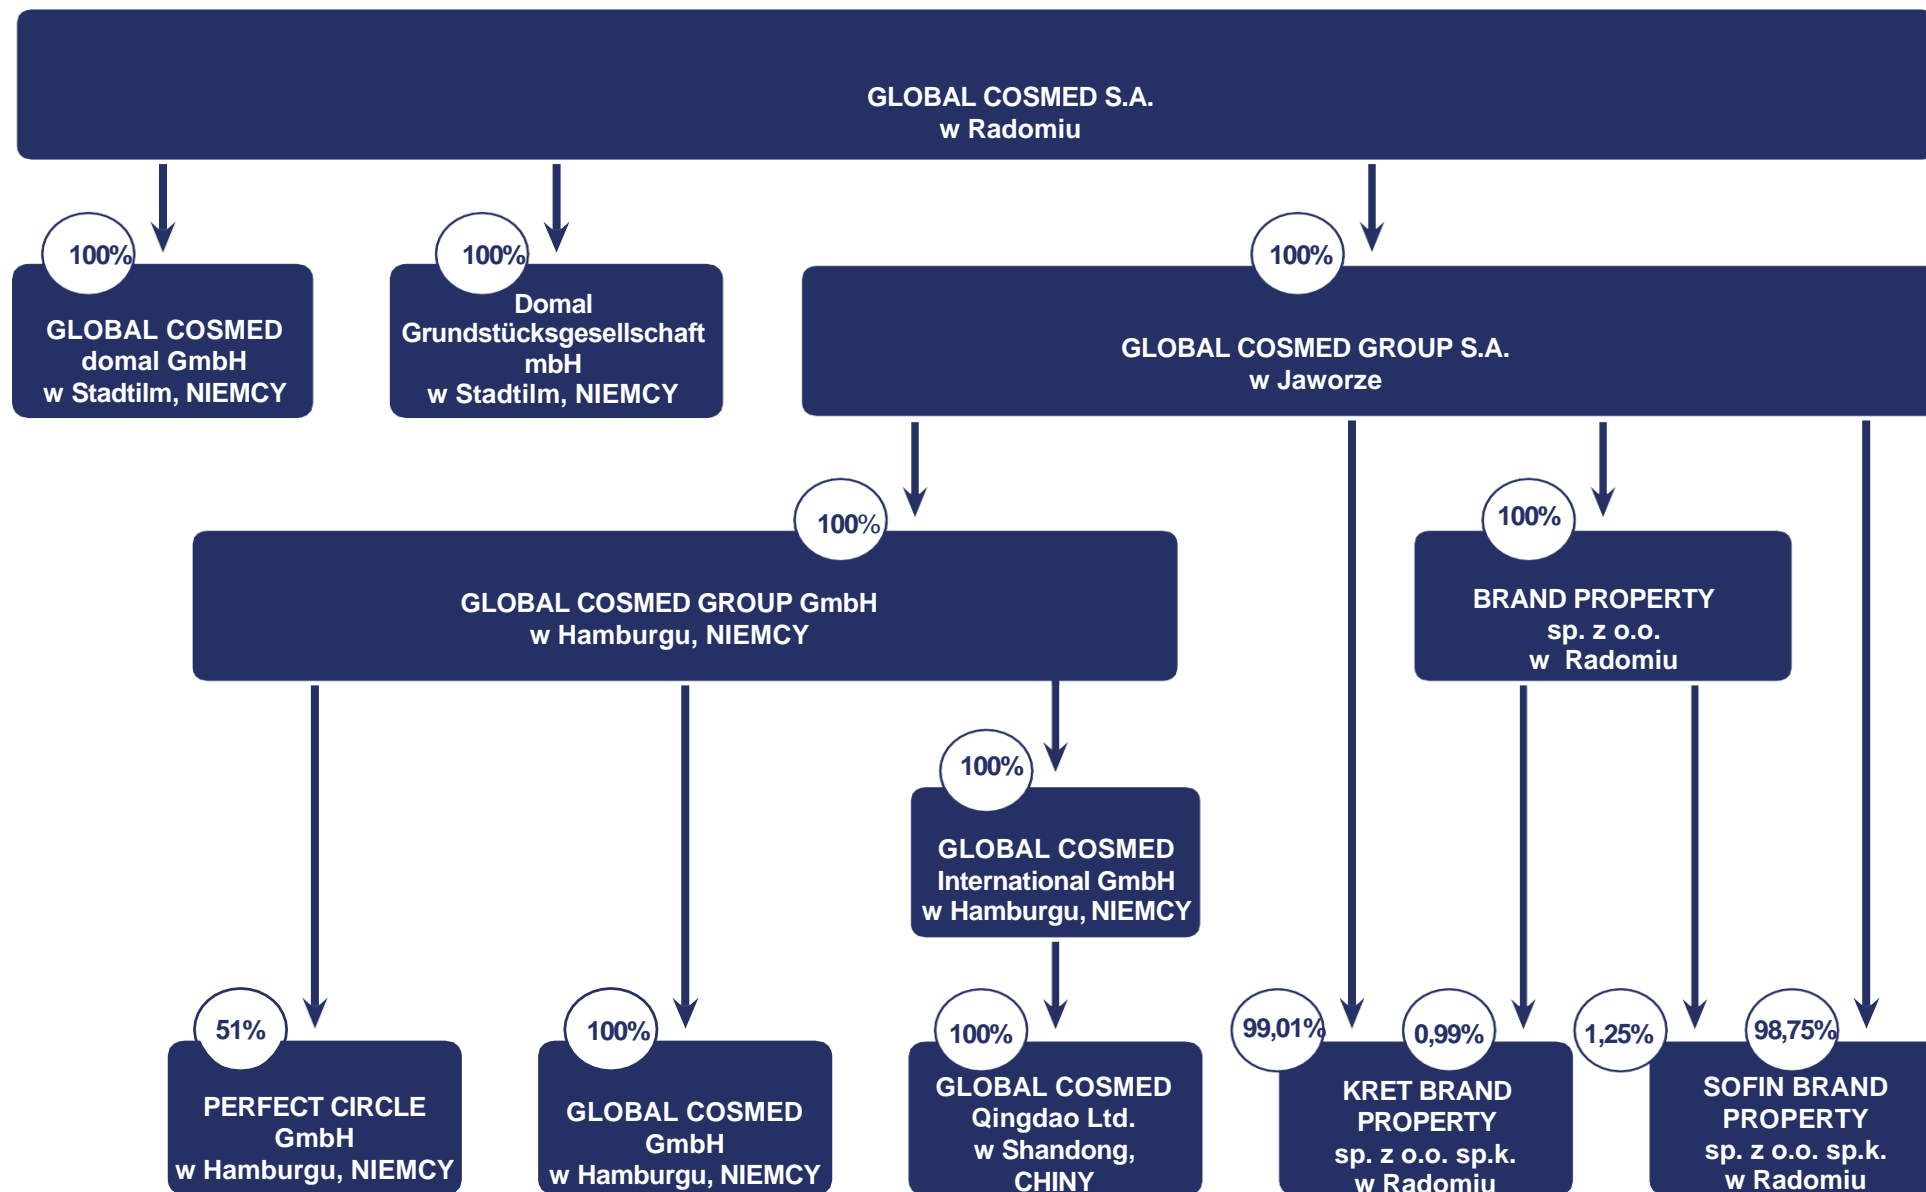 GLOBAL COSMED S.A.
w Radomiu
100%
GLOBAL COSMED
domal GmbH
w Stadtilm, NIEMCY
100%
Domal
Grundstücksgesellschaft
mbH
w Stadtilm, NIEMCY
100%
GLOBAL COSMED GROUP S.A.
w Jaworze
100%
GLOBAL COSMED GROUP GmbH
w Hamburgu, NIEMCY
100%
BRAND PROPERTY
sp. z o.o.
w Radomiu
100%
GLOBAL COSMED
International GmbH
w Hamburgu, NIEMCY
51%
PERFECT CIRCLE
GmbH
w Hamburgu, NIEMCY
100%
GLOBAL COSMED
GmbH
w Hamburgu, NIEMCY
100%
GLOBAL COSMED
Qingdao Ltd.
w Shandong,
CHINY
99,01%
0,99%
KRET BRAND
PROPERTY
sp. z o.o. sp.k.
w Radomiu
1,25%
98,75%
SOFIN BRAND
PROPERTY
sp. z o.o. sp.k.
w Radomiu